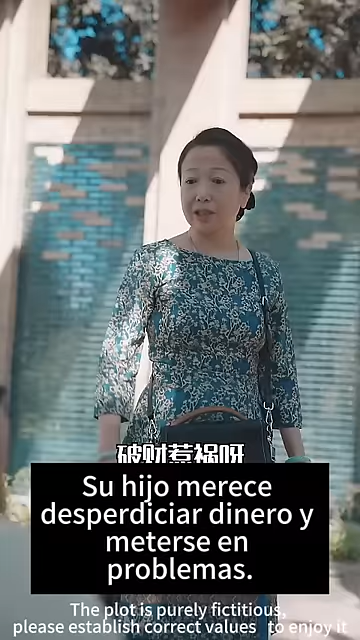 破财惹祸呀
Su hijo merece
desperdiciar dinero y
meterse en
problemas.
The plot is purely fictitious,
please establish correct values to enjoy it